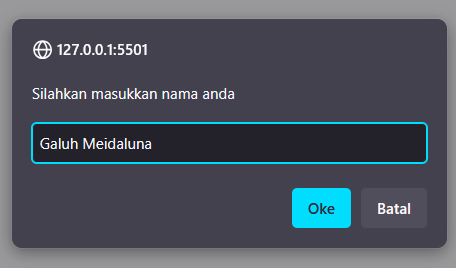 127.0.0.1:5501
Silahkan masukkan nama anda
Galuh Meidaluna
Oke Batal